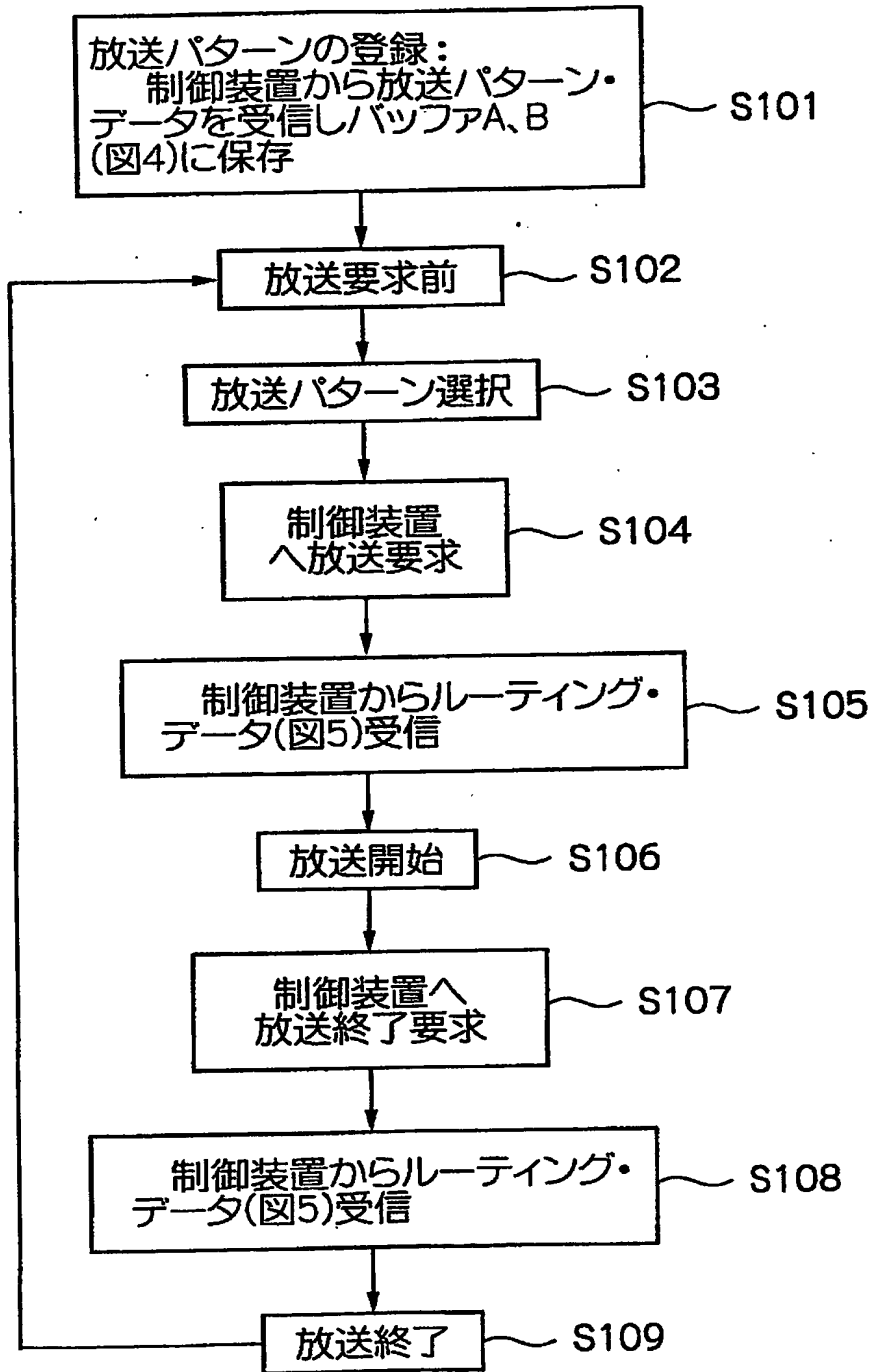 放送パターンの登録:
制御装置から放送パターン・
データを受信しバッファA、B
(図4)に保存
S101
放送要求前
S102
放送パターン選択
S103
制御装置
へ放送要求
S104
制御装置からルーティング・
データ(図5)受信
S105
放送開始
S106
制御装置へ
放送終了要求
S107
制御装置からルーティング・
データ(図5)受信
S108
放送終了
S109